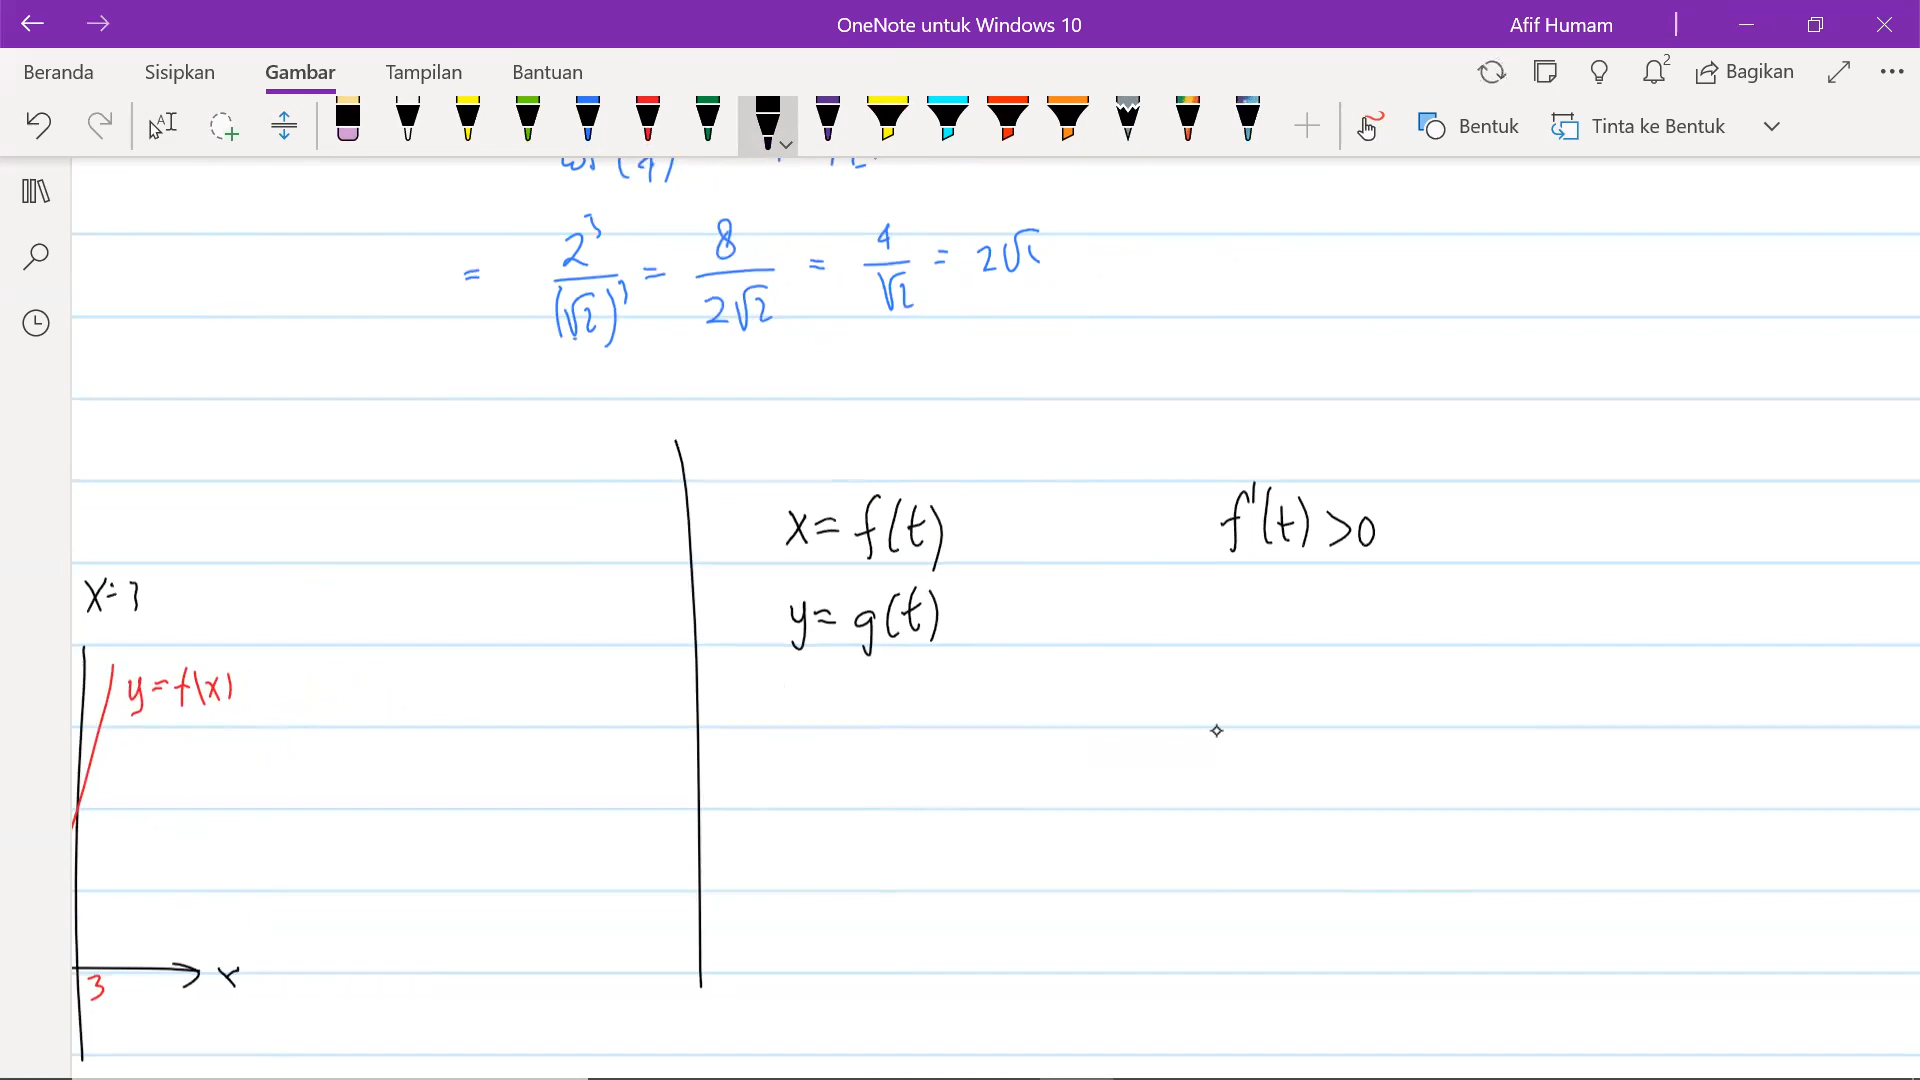 OneNote untuk Windows 10
Afif Humam
Beranda Sisipkan Gambar Tampilan Bantuan
2
Bagikan
Bentuk
Tinta ke Bentuk
= 2³/(√2)³ = 8/2√2 = 4/√2 = 2√
x = f(t) f'(t) > 0
y = g(t)
x = 3
y = f(x)
x
3